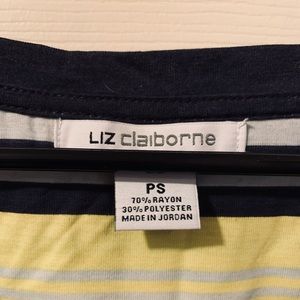 LIZ claiborne
PS
70% RAYON
30% POLYESTER
MADE IN JORDAN